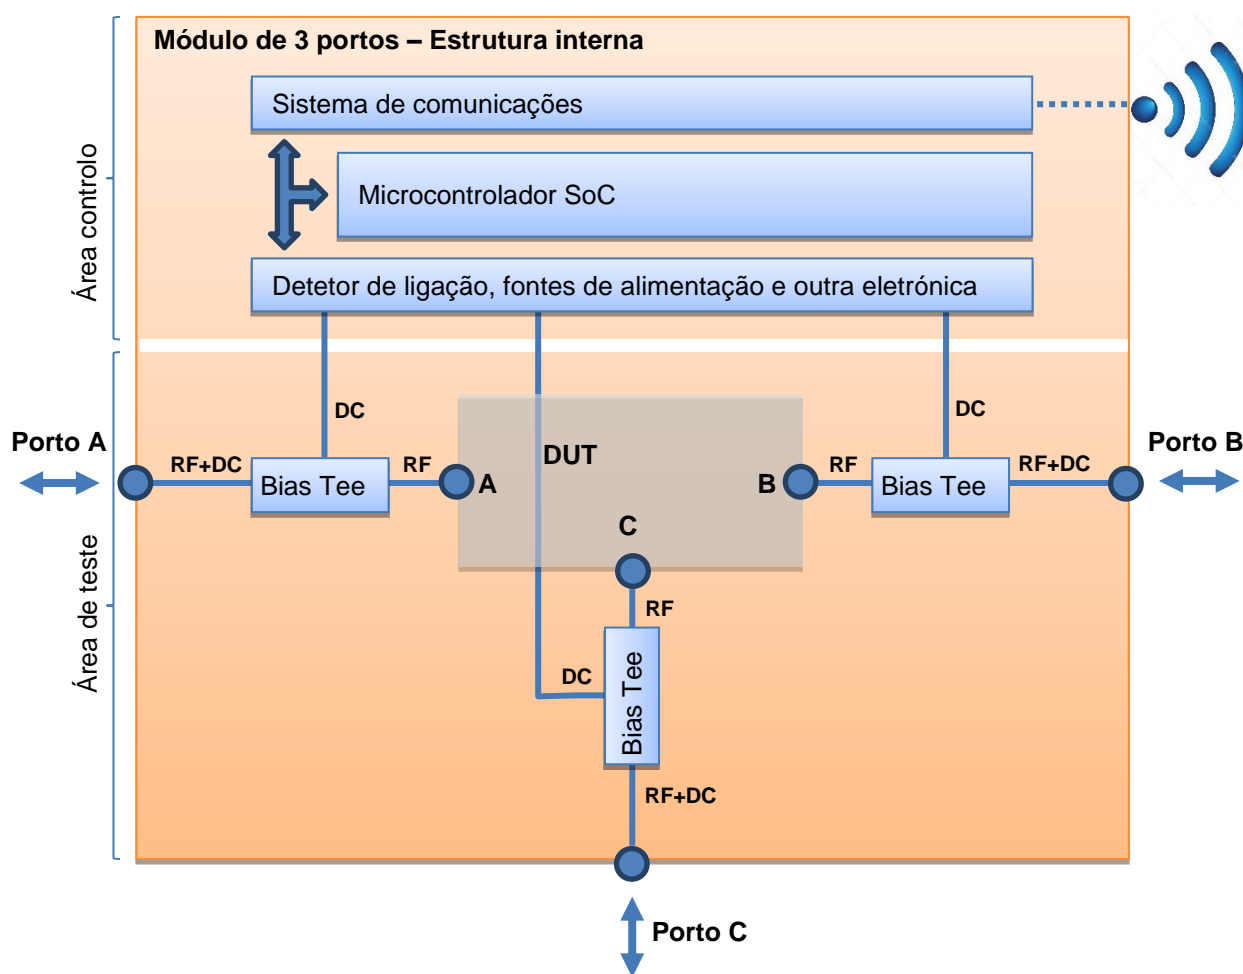 Módulo de 3 portos – Estrutura interna
Sistema de comunicações
Microcontrolador SoC
Detetor de ligação, fontes de alimentação e outra eletrónica
Área controlo
Área de teste
DC
DC
DUT
Porto A
RF+DC
Bias Tee
RF
A
B
RF
Bias Tee
RF+DC
Porto B
C
RF
DC
Bias Tee
RF+DC
Porto C